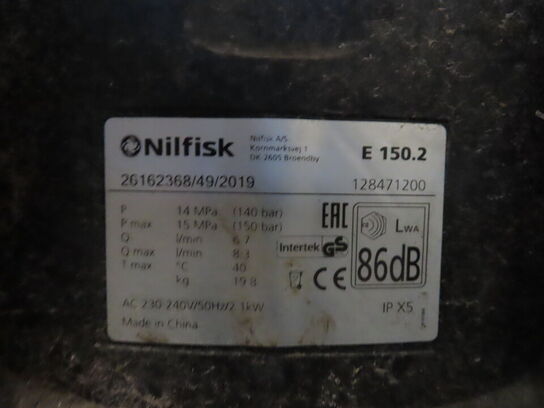 Nilfisk
Nilfisk A/S
Kornmarksvej 1
DK-2605 Broendby
E 150.2
26162368/49/2019
128471200
P 14 MPa (140 bar)
P max 15 MPa (150 bar)
Q l/min 6.7
Q max l/min 8.3
T max °C 40
kg 19.8
EAC
Intertek GS
CE
LWA
86dB
AC 230-240V/50Hz/2.1kW
IP X5
Made in China